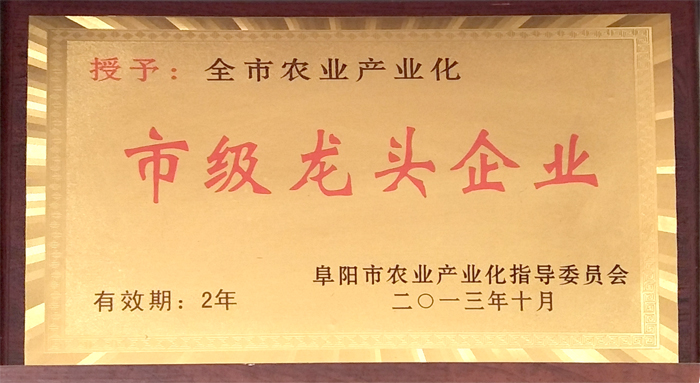 授予：全市农业产业化
市级龙头企业
阜阳市农业产业化指导委员会
有效期：2年
二〇一三年十月